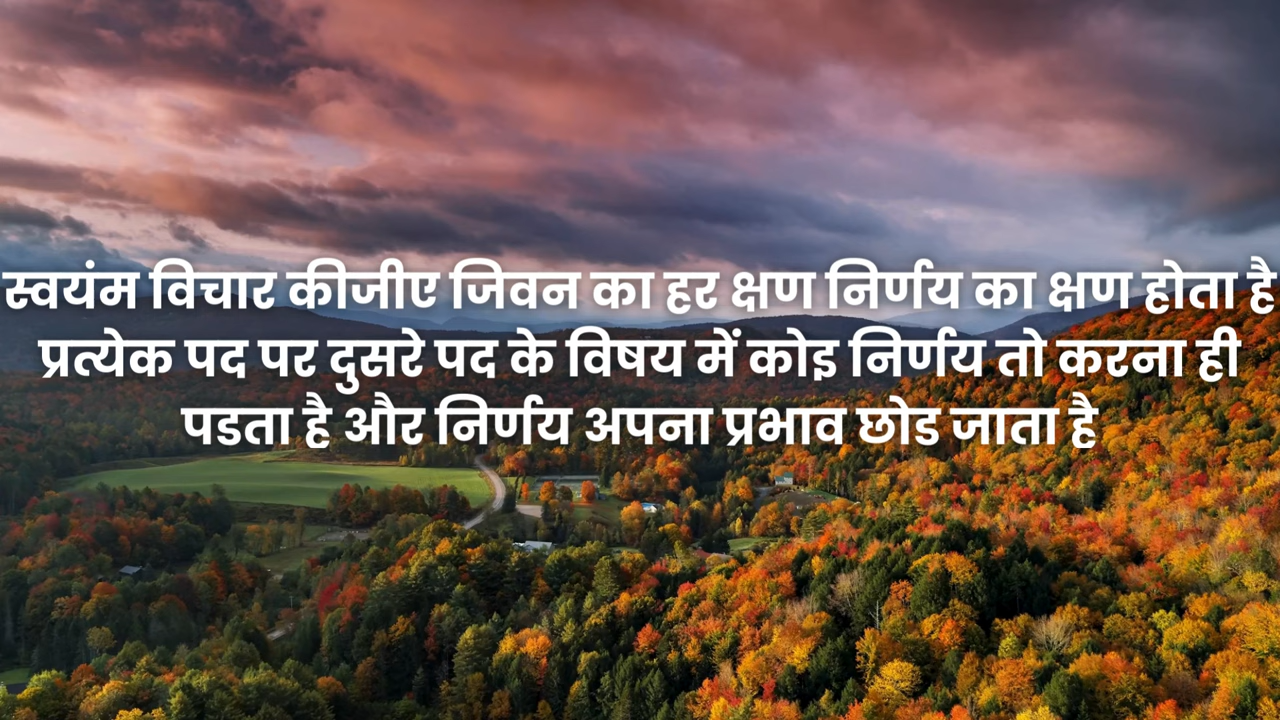 स्वयंम विचार कीजीए जिवन का हर क्षण निर्णय का क्षण होता है
प्रत्येक पद पर दुसरे पद के विषय में कोइ निर्णय तो करना ही
पडता है और निर्णय अपना प्रभाव छोड जाता है